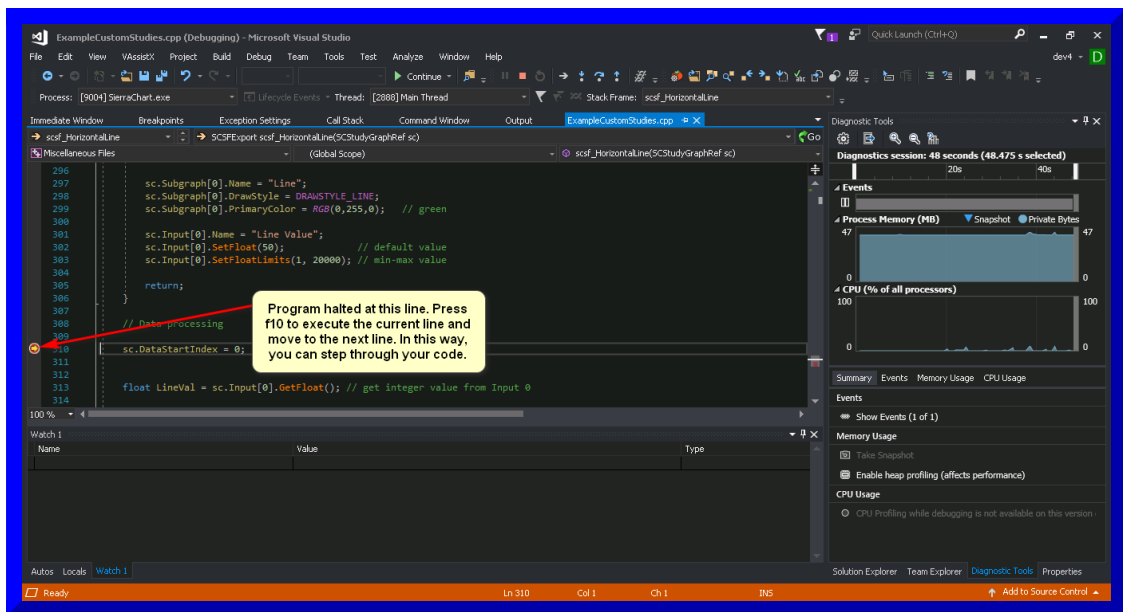 ExampleCustomStudies.cpp (Debugging) - Microsoft Visual Studio
1
Quick Launch (Ctrl+Q)
File Edit View VAssistX Project Build Debug Team Tools Test Analyze Window Help
dev4
D
Continue
Process: [9004] SierraChart.exe
Lifecycle Events
Thread: [2888] Main Thread
Stack Frame: scsf_HorizontalLine
Immediate Window Breakpoints Exception Settings Call Stack Command Window Output ExampleCustomStudies.cpp
scsf_HorizontalLine
SCSFExport scsf_HorizontalLine(SCStudyGraphRef sc)
Go
Miscellaneous Files
(Global Scope)
scsf_HorizontalLine(SCStudyGraphRef sc)
296
297 sc.Subgraph[0].Name = "Line";
298 sc.Subgraph[0].DrawStyle = DRAWSTYLE_LINE;
299 sc.Subgraph[0].PrimaryColor = RGB(0,255,0); // green
300
301 sc.Input[0].Name = "Line Value";
302 sc.Input[0].SetFloat(50); // default value
303 sc.Input[0].SetFloatLimits(1, 20000); // min-max value
304
305 return;
306 }
307
308 // Data processing
309
310 sc.DataStartIndex = 0;
311
312
313 float LineVal = sc.Input[0].GetFloat(); // get integer value from Input 0
314
Program halted at this line. Press
f10 to execute the current line and
move to the next line. In this way,
you can step through your code.
100 %
Watch 1
Name Value Type
Autos Locals Watch 1
Diagnostic Tools
Diagnostics session: 48 seconds (48.475 s selected)
20s 40s
Events
Process Memory (MB) Snapshot Private Bytes
47 47
0 0
CPU (% of all processors)
100 100
0 0
Summary Events Memory Usage CPU Usage
Events
Show Events (1 of 1)
Memory Usage
Take Snapshot
Enable heap profiling (affects performance)
CPU Usage
CPU Profiling while debugging is not available on this version
Solution Explorer Team Explorer Diagnostic Tools Properties
Ready Ln 310 Col 1 Ch 1 INS Add to Source Control